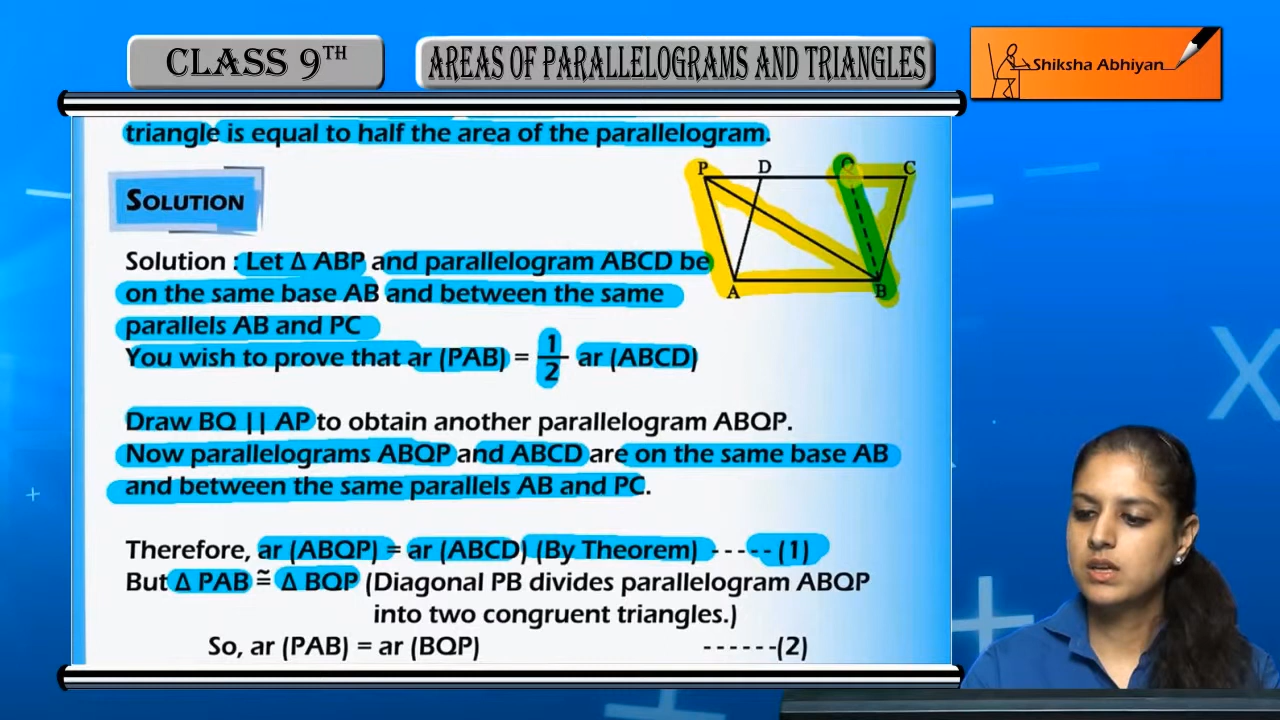 CLASS 9TH
AREAS OF PARALLELOGRAMS AND TRIANGLES
Shiksha Abhiyan
triangle is equal to half the area of the parallelogram.
SOLUTION
P D Q C
A B
Solution : Let Δ ABP and parallelogram ABCD be
on the same base AB and between the same
parallels AB and PC
You wish to prove that ar (PAB) = 1/2 ar (ABCD)
Draw BQ || AP to obtain another parallelogram ABQP.
Now parallelograms ABQP and ABCD are on the same base AB
and between the same parallels AB and PC.
Therefore, ar (ABQP) = ar (ABCD) (By Theorem) - - - - - (1)
But Δ PAB ≅ Δ BQP (Diagonal PB divides parallelogram ABQP
into two congruent triangles.)
So, ar (PAB) = ar (BQP) - - - - - -(2)